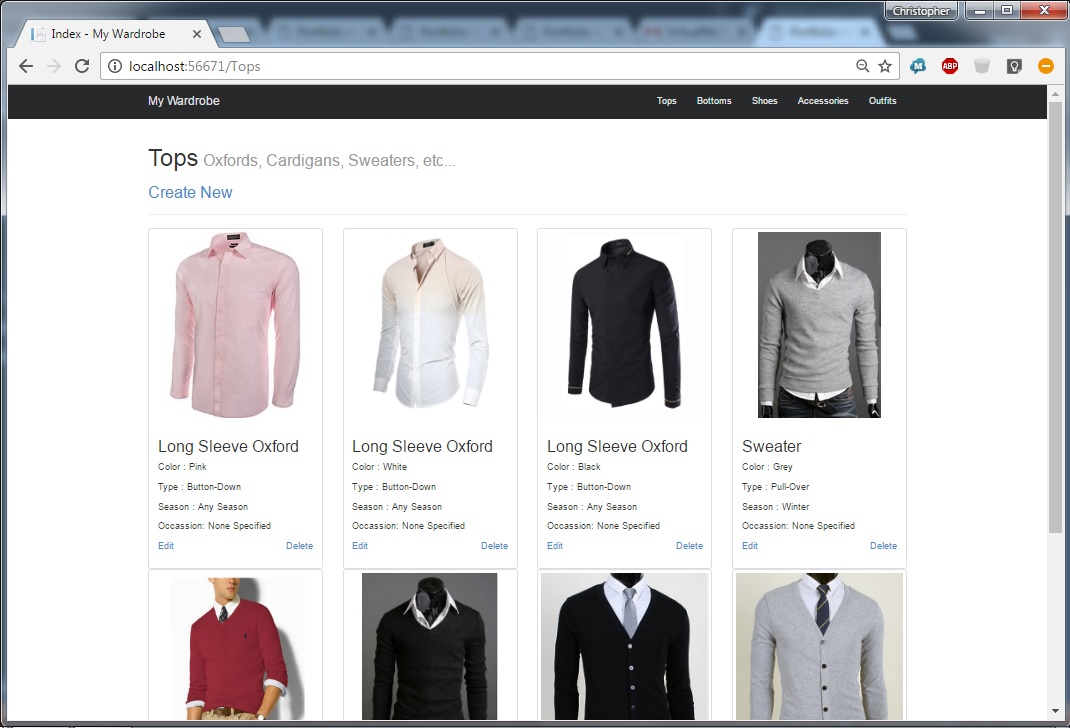 Christopher
Index - My Wardrobe
localhost:56671/Tops
M
ABP
My Wardrobe
Tops Bottoms Shoes Accessories Outfits
Tops Oxfords, Cardigans, Sweaters, etc...
Create New
Long Sleeve Oxford
Color : Pink
Type : Button-Down
Season : Any Season
Occassion: None Specified
Edit Delete
Long Sleeve Oxford
Color : White
Type : Button-Down
Season : Any Season
Occassion: None Specified
Edit Delete
Long Sleeve Oxford
Color : Black
Type : Button-Down
Season : Any Season
Occassion: None Specified
Edit Delete
Sweater
Color : Grey
Type : Pull-Over
Season : Winter
Occassion: None Specified
Edit Delete